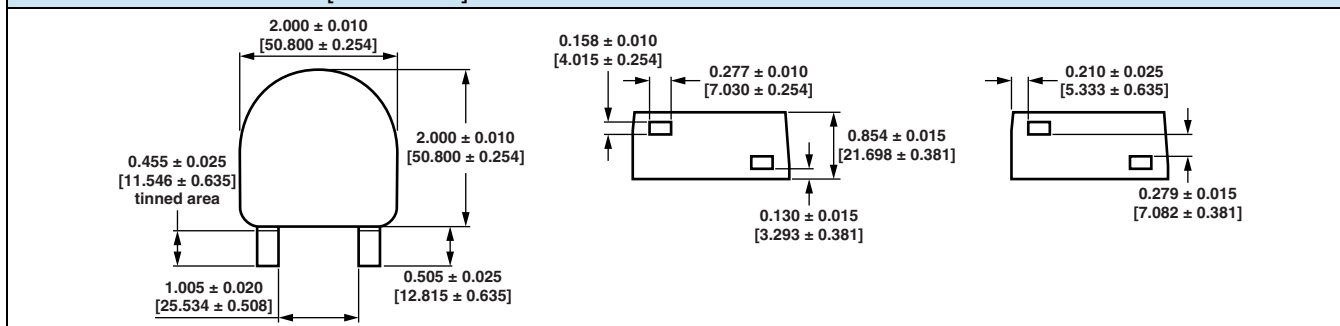 2.000 ± 0.010
[50.800 ± 0.254]
2.000 ± 0.010
[50.800 ± 0.254]
0.455 ± 0.025
[11.546 ± 0.635]
tinned area
1.005 ± 0.020
[25.534 ± 0.508]
0.505 ± 0.025
[12.815 ± 0.635]
0.158 ± 0.010
[4.015 ± 0.254]
0.277 ± 0.010
[7.030 ± 0.254]
0.854 ± 0.015
[21.698 ± 0.381]
0.130 ± 0.015
[3.293 ± 0.381]
0.210 ± 0.025
[5.333 ± 0.635]
0.279 ± 0.015
[7.082 ± 0.381]